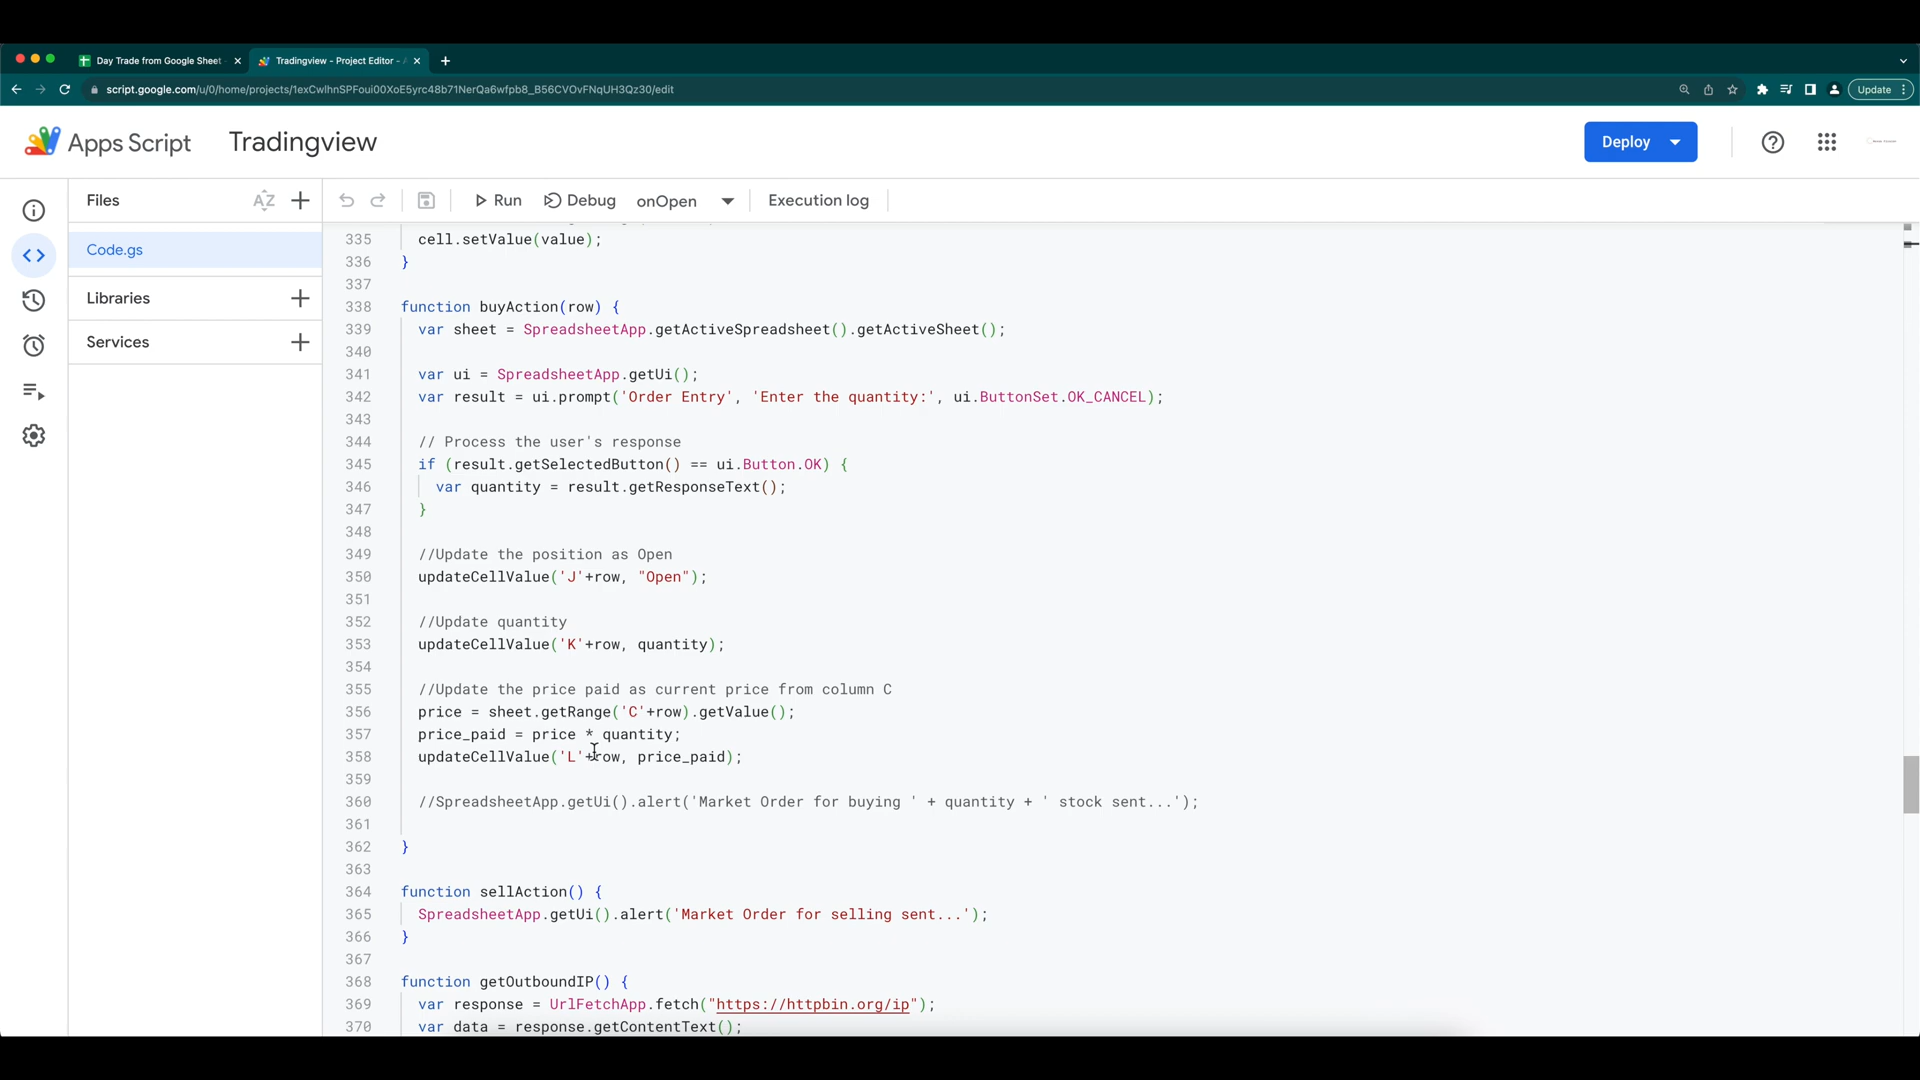 Day Trade from Google Sheet
Tradingview - Project Editor - A
script.google.com/u/0/home/projects/1exCwlhnSPFoui00XoE5yrc48b71NerQa6wfpb8_B56CVOvFNqUH3Qz30/edit
Update
Apps Script
Tradingview
Deploy
Files
AZ
Run
Debug
onOpen
Execution log
Code.gs
Libraries
Services
335 cell.setValue(value);
336 }
337
338 function buyAction(row) {
339 var sheet = SpreadsheetApp.getActiveSpreadsheet().getActiveSheet();
340
341 var ui = SpreadsheetApp.getUi();
342 var result = ui.prompt('Order Entry', 'Enter the quantity:', ui.ButtonSet.OK_CANCEL);
343
344 // Process the user's response
345 if (result.getSelectedButton() == ui.Button.OK) {
346 var quantity = result.getResponseText();
347 }
348
349 //Update the position as Open
350 updateCellValue('J'+row, "Open");
351
352 //Update quantity
353 updateCellValue('K'+row, quantity);
354
355 //Update the price paid as current price from column C
356 price = sheet.getRange('C'+row).getValue();
357 price_paid = price * quantity;
358 updateCellValue('L'+row, price_paid);
359
360 //SpreadsheetApp.getUi().alert('Market Order for buying ' + quantity + ' stock sent...');
361
362 }
363
364 function sellAction() {
365 SpreadsheetApp.getUi().alert('Market Order for selling sent...');
366 }
367
368 function getOutboundIP() {
369 var response = UrlFetchApp.fetch("https://httpbin.org/ip");
370 var data = response.getContentText();